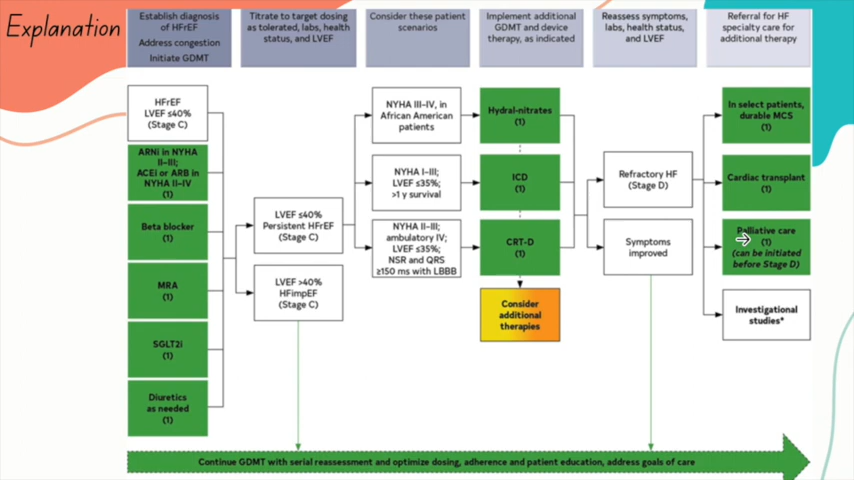 Explanation
Establish diagnosis
of HFrEF
Address congestion
Initiate GDMT
Titrate to target dosing
as tolerated, labs, health
status, and LVEF
Consider these patient
scenarios
Implement additional
GDMT and device
therapy, as indicated
Reassess symptoms,
labs, health status,
and LVEF
Referral for HF
specialty care for
additional therapy
HFrEF
LVEF ≤40%
(Stage C)
ARNi in NYHA
II–III;
ACEi or ARB in
NYHA II–IV
(1)
Beta blocker
(1)
MRA
(1)
SGLT2i
(1)
Diuretics
as needed
(1)
LVEF ≤40%
Persistent HFrEF
(Stage C)
LVEF >40%
HFimpEF
(Stage C)
NYHA III–IV, in
African American
patients
NYHA I–III;
LVEF ≤35%;
>1 y survival
NYHA II–III;
ambulatory IV;
LVEF ≤35%;
NSR and QRS
≥150 ms with LBBB
Hydral-nitrates
(1)
ICD
(1)
CRT-D
(1)
Consider
additional
therapies
Refractory HF
(Stage D)
Symptoms
improved
In select patients,
durable MCS
(1)
Cardiac transplant
(1)
Palliative care
(1)
(can be initiated
before Stage D)
Investigational
studies*
Continue GDMT with serial reassessment and optimize dosing, adherence and patient education, address goals of care